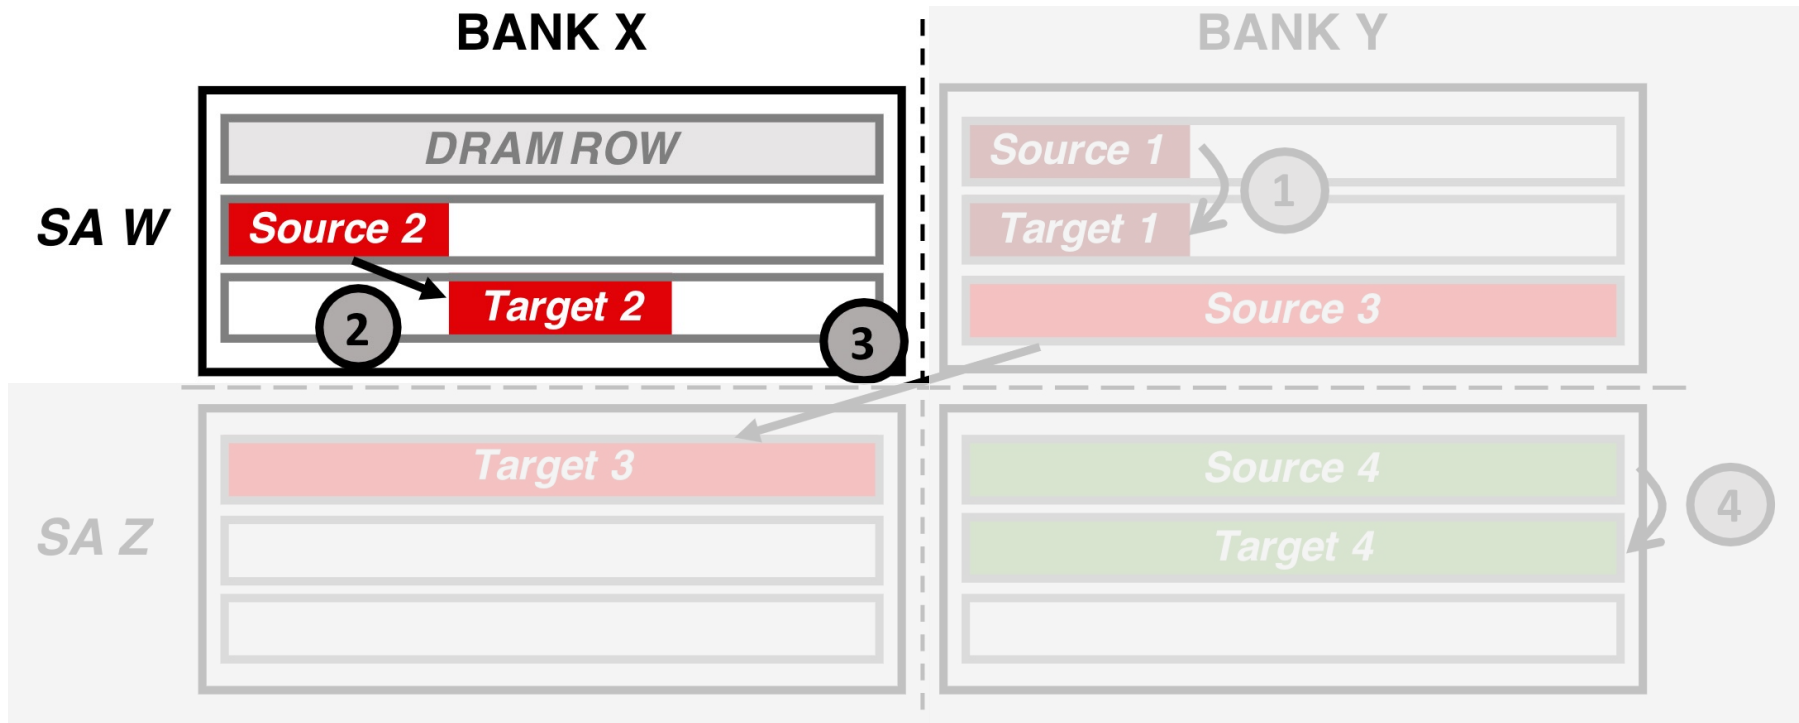 BANK X
BANK Y
DRAM ROW
Source 1
1
SA W
Source 2
Target 1
Target 2
Source 3
2
3
Target 3
Source 4
4
SA Z
Target 4